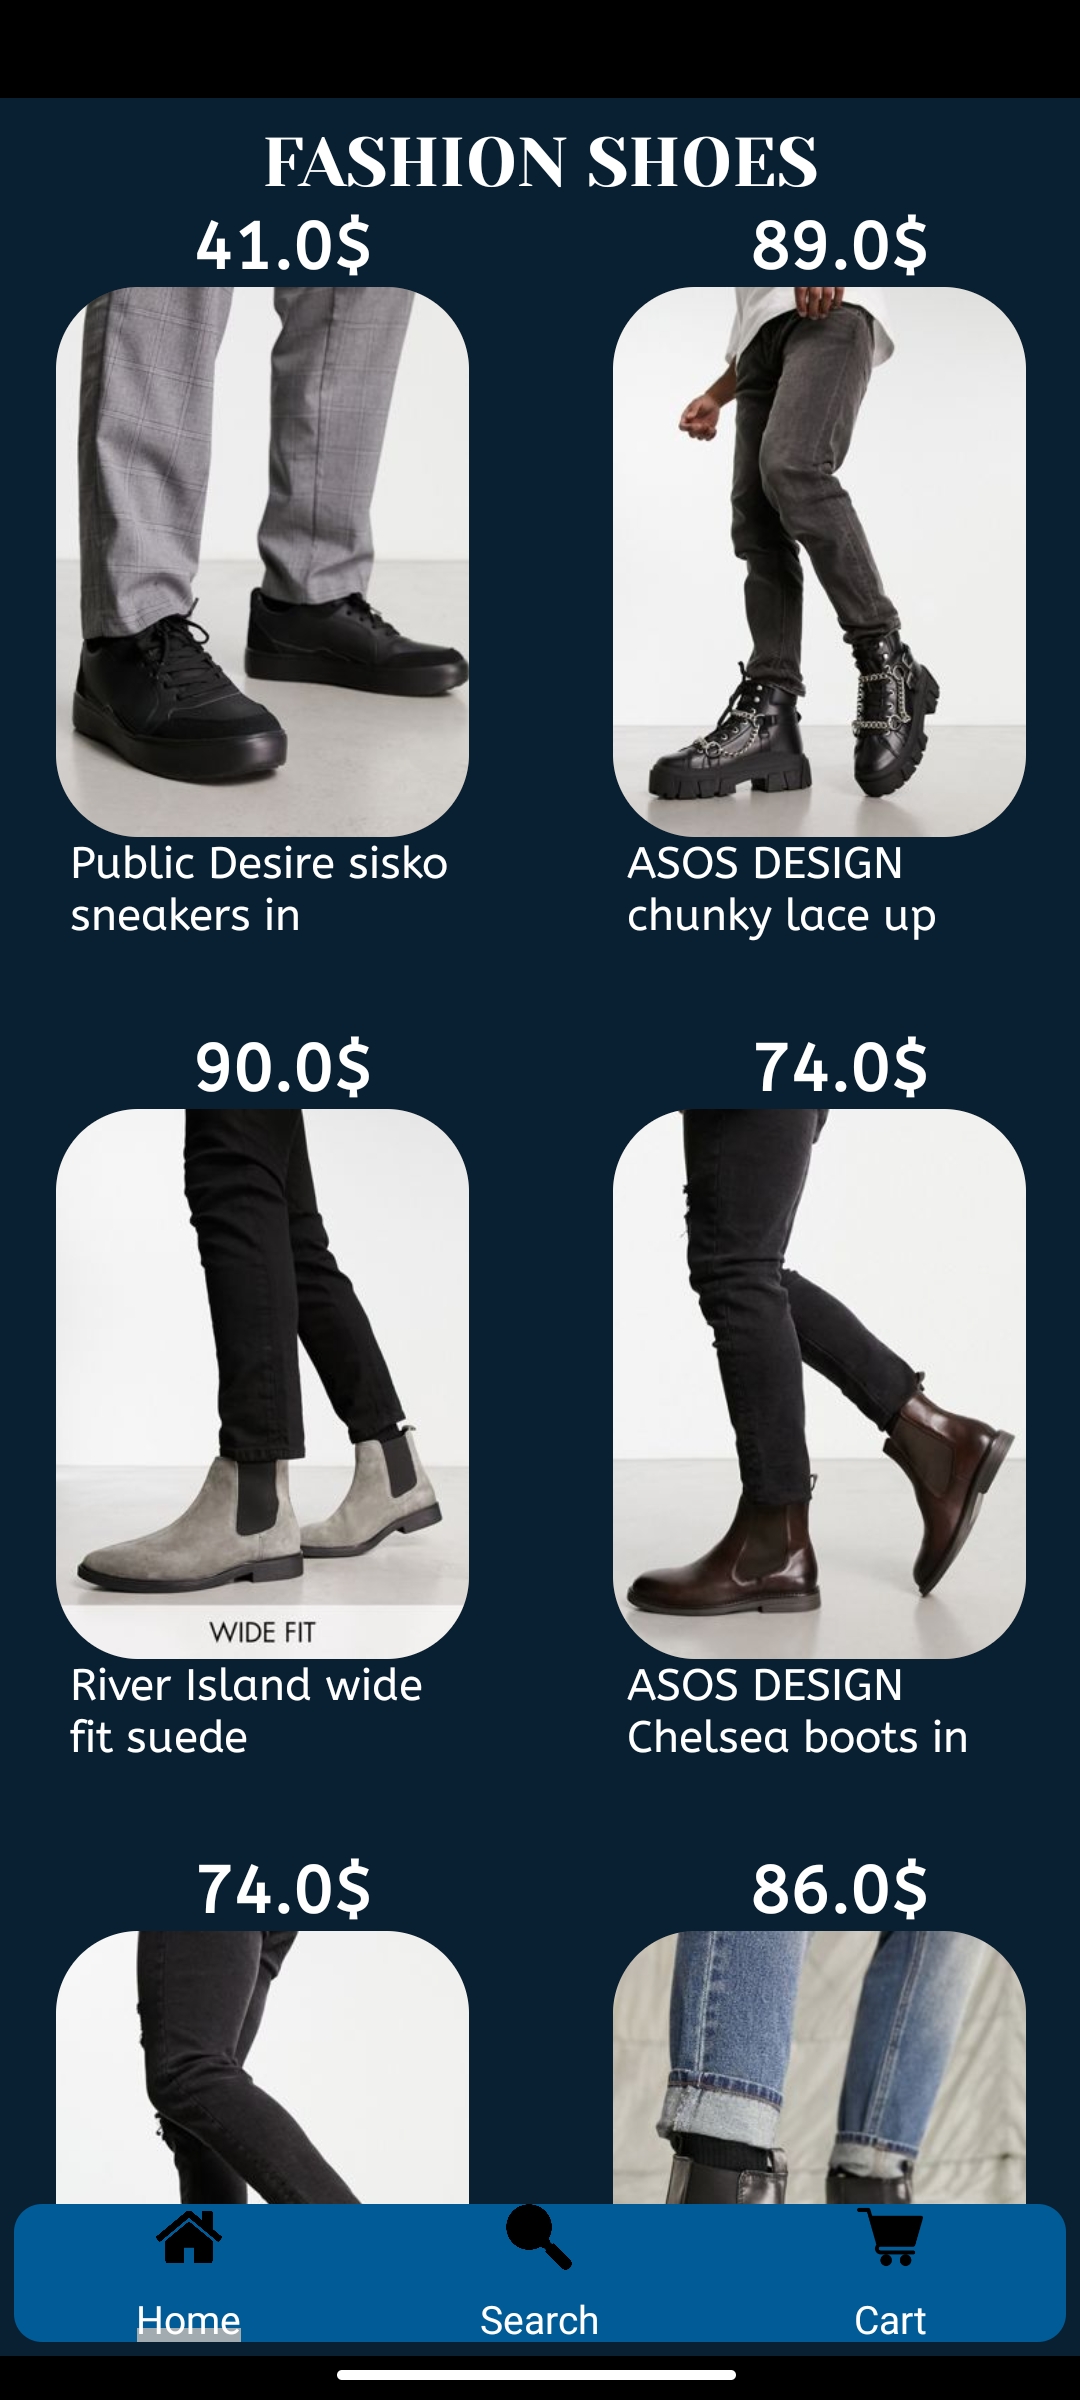 FASHION SHOES
41.0$
89.0$
Public Desire sisko
sneakers in
ASOS DESIGN
chunky lace up
90.0$
74.0$
WIDE FIT
River Island wide
fit suede
ASOS DESIGN
Chelsea boots in
74.0$
86.0$
Home
Search
Cart